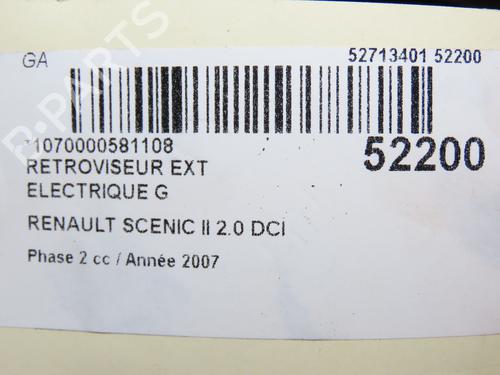 GA
52713401 52200
*1070000581108
52200
RETROVISEUR EXT
ELECTRIQUE G
RENAULT SCENIC II 2.0 DCI
Phase 2 cc / Année 2007
B-PARTS